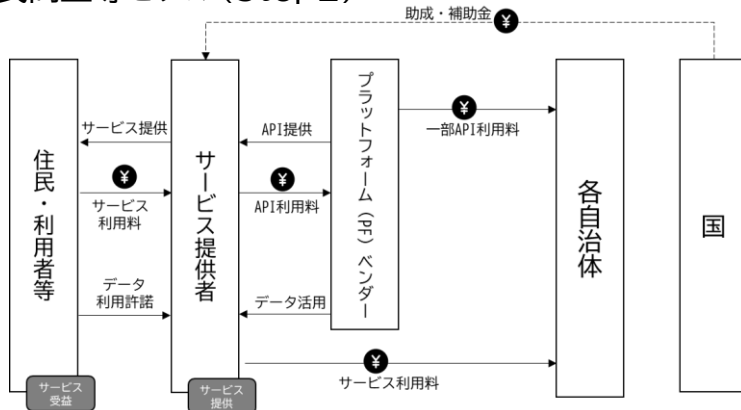 (Step 2)
助成・補助金
¥
住民・利用者等
サービス提供
¥
サービス
利用料
データ
利用許諾
サービス
受益
サービス提供者
サービス
提供
API提供
¥
API利用料
データ活用
プラットフォーム(PF)ベンダー
¥
一部API利用料
¥
サービス利用料
各自治体
国